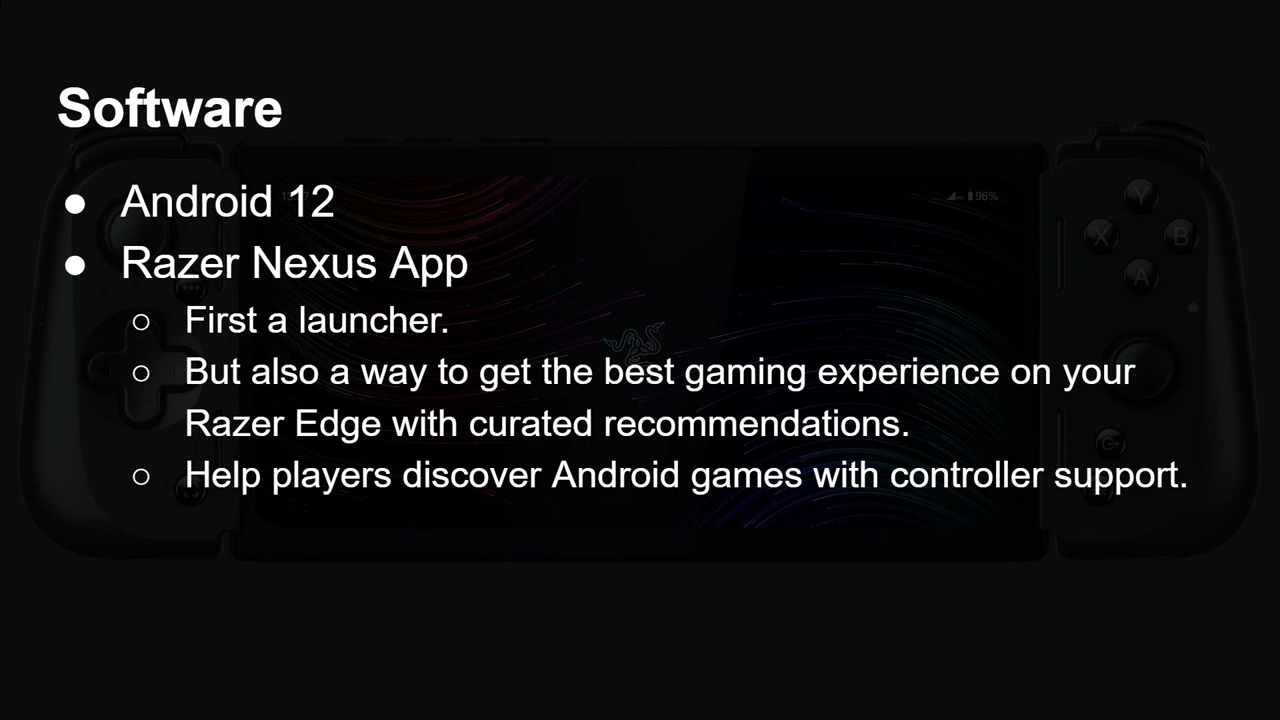 Software
● Android 12
● Razer Nexus App
○ First a launcher.
○ But also a way to get the best gaming experience on your
Razer Edge with curated recommendations.
○ Help players discover Android games with controller support.
96%
Y
X B
A